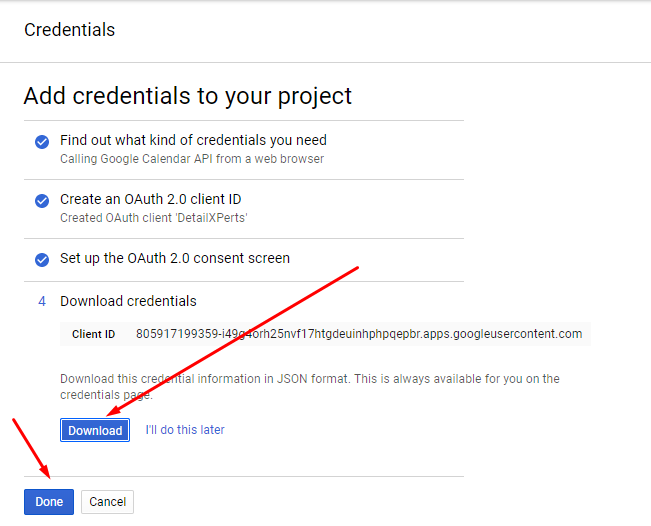 Credentials
Add credentials to your project
Find out what kind of credentials you need
Calling Google Calendar API from a web browser
Create an OAuth 2.0 client ID
Created OAuth client 'DetailXPerts'
Set up the OAuth 2.0 consent screen
4 Download credentials
Client ID 805917199359-i49g4orh25nvf17htgdeuinhphpqepbr.apps.googleusercontent.com
Download this credential information in JSON format. This is always available for you on the
credentials page.
Download I'll do this later
Done Cancel